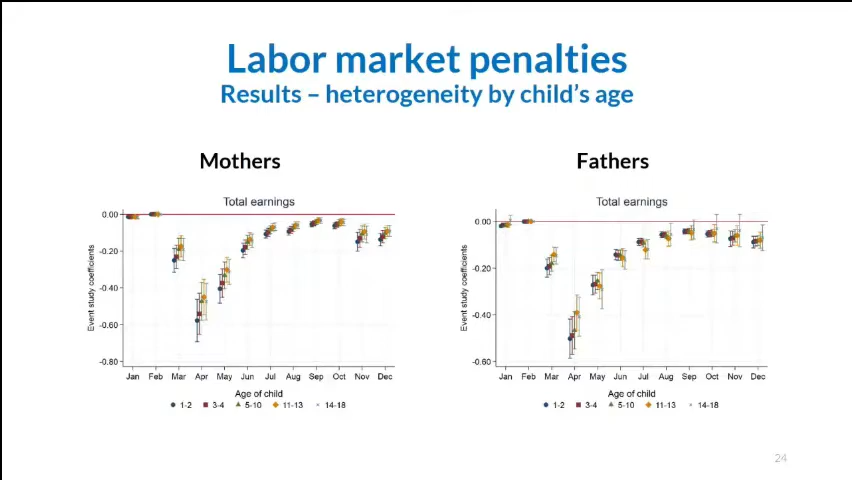 Labor market penalties
Results – heterogeneity by child's age
Mothers
Total earnings
Event study coefficients
0.00
-0.20
-0.40
-0.60
-0.80
Jan Feb Mar Apr May Jun Jul Aug Sep Oct Nov Dec
Age of child
1-2 3-4 5-10 11-13 14-18
Fathers
Total earnings
Event study coefficients
0.00
-0.20
-0.40
-0.60
Jan Feb Mar Apr May Jun Jul Aug Sep Oct Nov Dec
Age of child
1-2 3-4 5-10 11-13 14-18
24